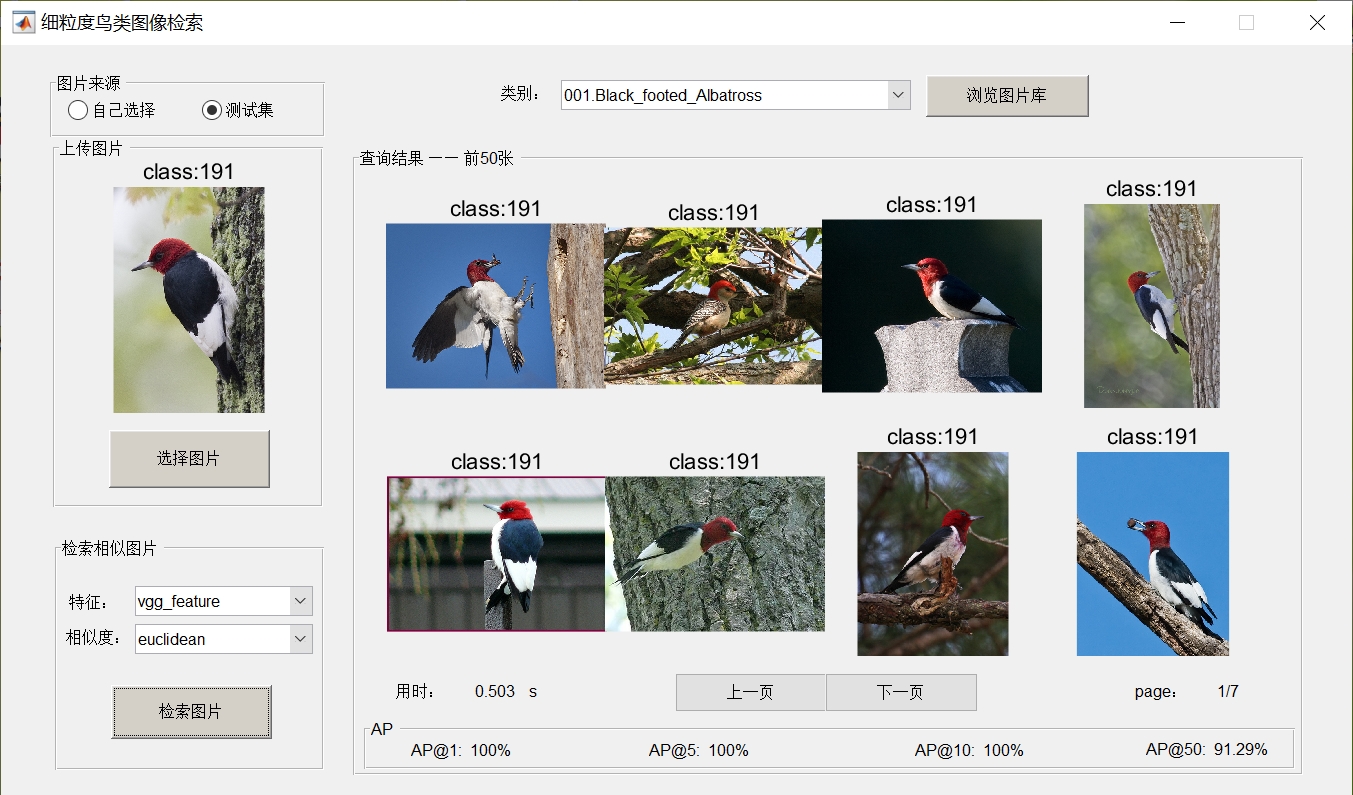 细粒度鸟类图像检索
图片来源
自己选择
测试集
类别：
001.Black_footed_Albatross
浏览图片库
上传图片
class:191
选择图片
查询结果 —— 前50张
class:191
class:191
class:191
class:191
class:191
class:191
class:191
class:191
检索相似图片
特征：
vgg_feature
相似度：
euclidean
检索图片
用时：
0.503 s
上一页
下一页
page：
1/7
AP
AP@1: 100%
AP@5: 100%
AP@10: 100%
AP@50: 91.29%